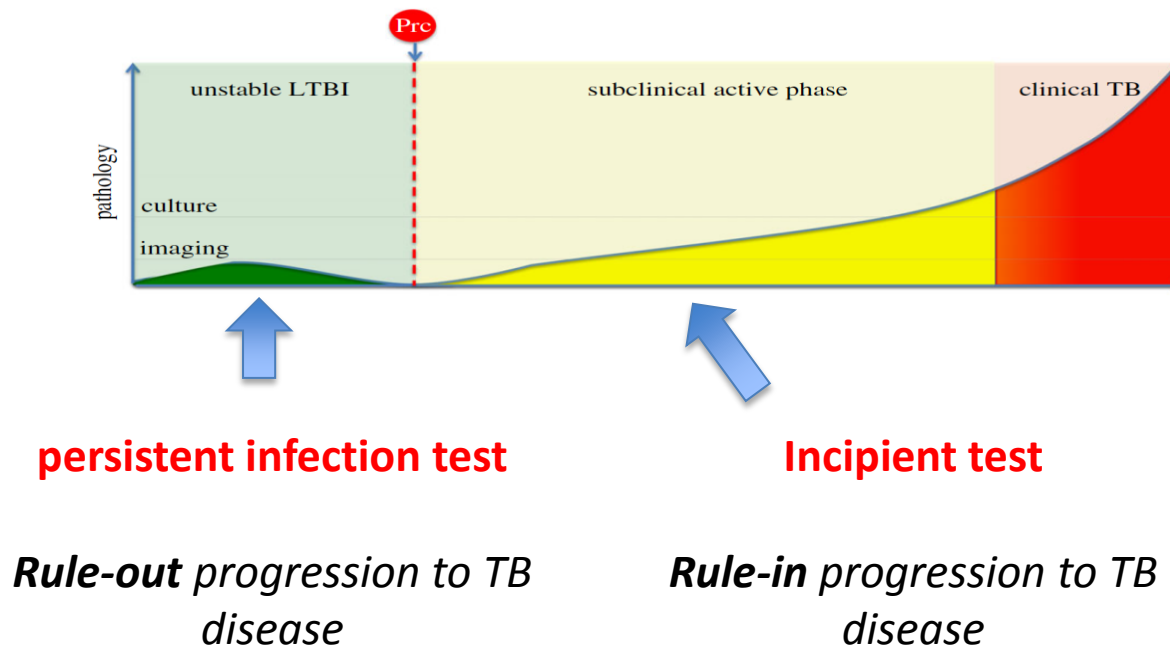 Prc
unstable LTBI
subclinical active phase
clinical TB
pathology
culture
imaging
persistent infection test
Incipient test
Rule-out progression to TB
disease
Rule-in progression to TB
disease